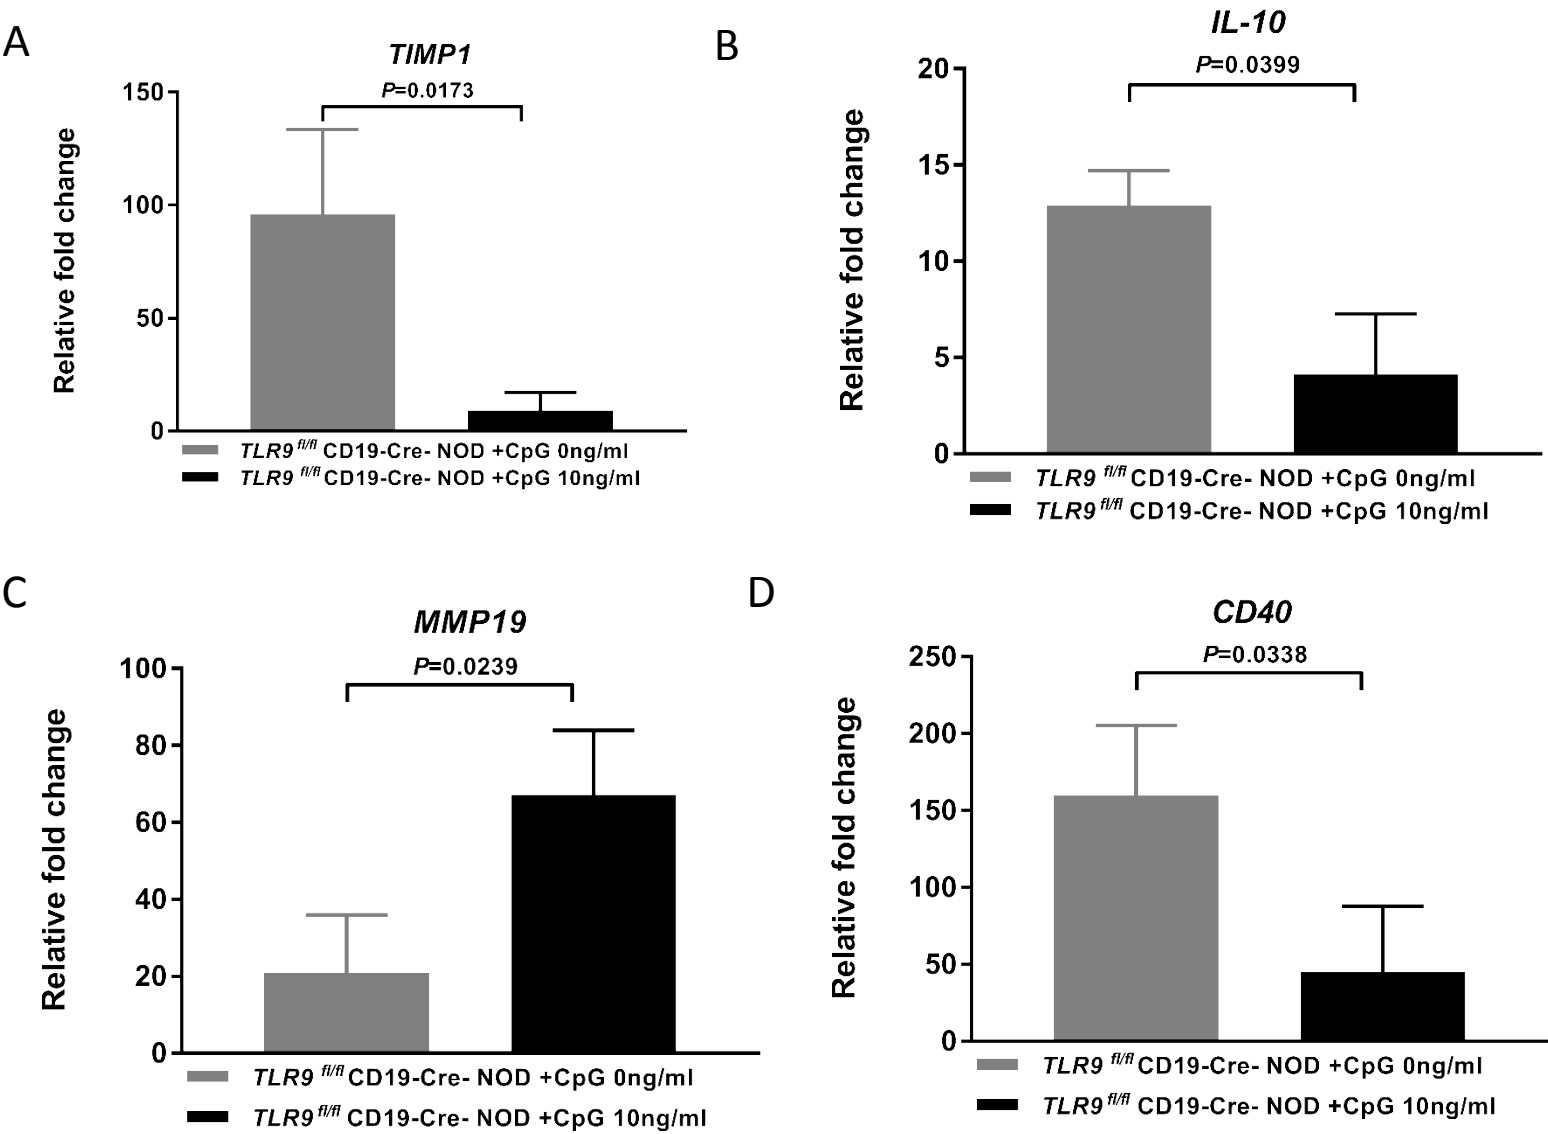 A
TIMP1
P=0.0173
150
100
50
0
Relative fold change
TLR9 fl/fl CD19-Cre- NOD +CpG 0ng/ml
TLR9 fl/fl CD19-Cre- NOD +CpG 10ng/ml
B
IL-10
P=0.0399
20
15
10
5
0
Relative fold change
TLR9 fl/fl CD19-Cre- NOD +CpG 0ng/ml
TLR9 fl/fl CD19-Cre- NOD +CpG 10ng/ml
C
MMP19
P=0.0239
100
80
60
40
20
0
Relative fold change
TLR9 fl/fl CD19-Cre- NOD +CpG 0ng/ml
TLR9 fl/fl CD19-Cre- NOD +CpG 10ng/ml
D
CD40
P=0.0338
250
200
150
100
50
0
Relative fold change
TLR9 fl/fl CD19-Cre- NOD +CpG 0ng/ml
TLR9 fl/fl CD19-Cre- NOD +CpG 10ng/ml